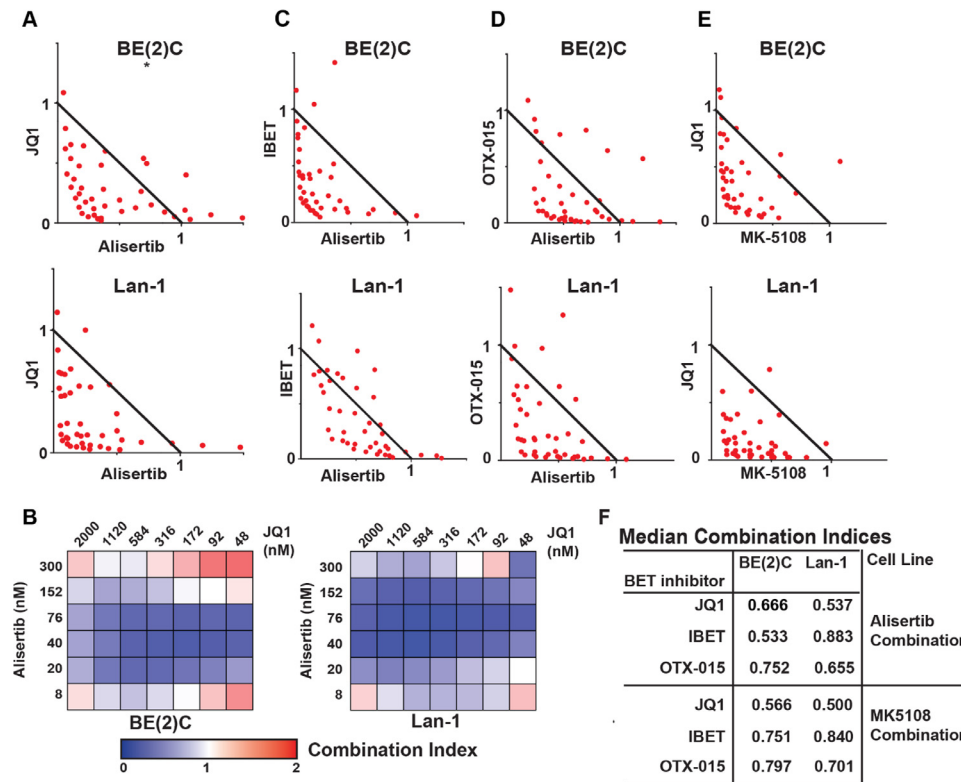 A
BE(2)C
*
1
JQ1
0
Alisertib
1
Lan-1
1
JQ1
0
Alisertib
1
C
BE(2)C
1
IBET
0
Alisertib
1
Lan-1
1
IBET
0
Alisertib
1
D
BE(2)C
1
OTX-015
0
Alisertib
1
Lan-1
1
OTX-015
0
Alisertib
1
E
BE(2)C
1
JQ1
0
MK-5108
1
Lan-1
1
JQ1
0
MK-5108
1
B
2000 1120 584 316 172 92 48 JQ1
(nM)
Alisertib (nM)
300
152
76
40
20
8
BE(2)C
2000 1120 584 316 172 92 48 JQ1
(nM)
Alisertib (nM)
300
152
76
40
20
8
Lan-1
Combination Index
0 1 2
F
Median Combination Indices
BET inhibitor BE(2)C Lan-1 Cell Line
JQ1 0.666 0.537
IBET 0.533 0.883
OTX-015 0.752 0.655
Alisertib
Combination
JQ1 0.566 0.500
IBET 0.751 0.840
OTX-015 0.797 0.701
MK5108
Combination